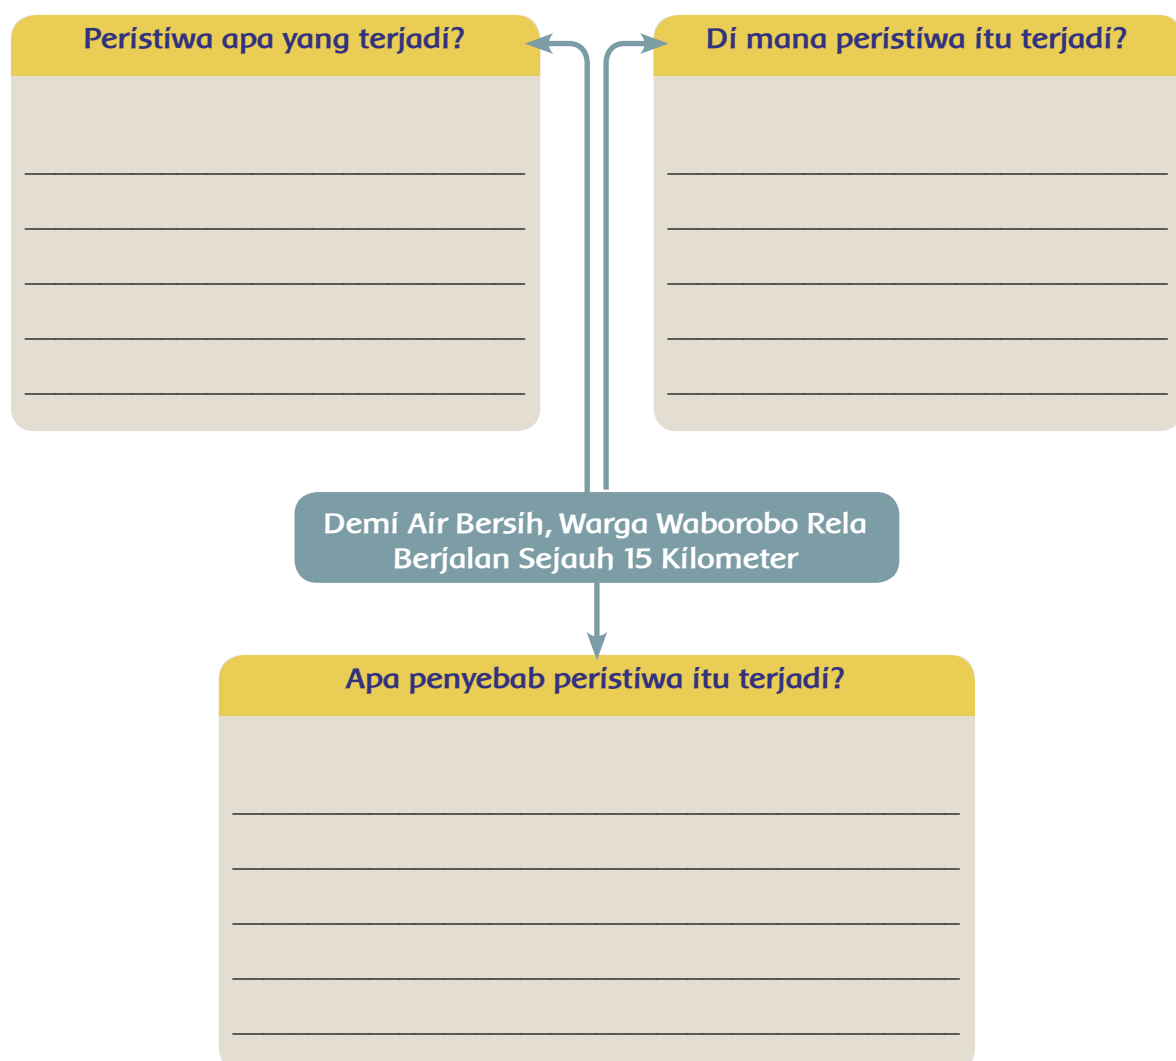 Peristiwa apa yang terjadi?
Di mana peristiwa itu terjadi?
Demi Air Bersih, Warga Waborobo Rela
Berjalan Sejauh 15 Kilometer
Apa penyebab peristiwa itu terjadi?